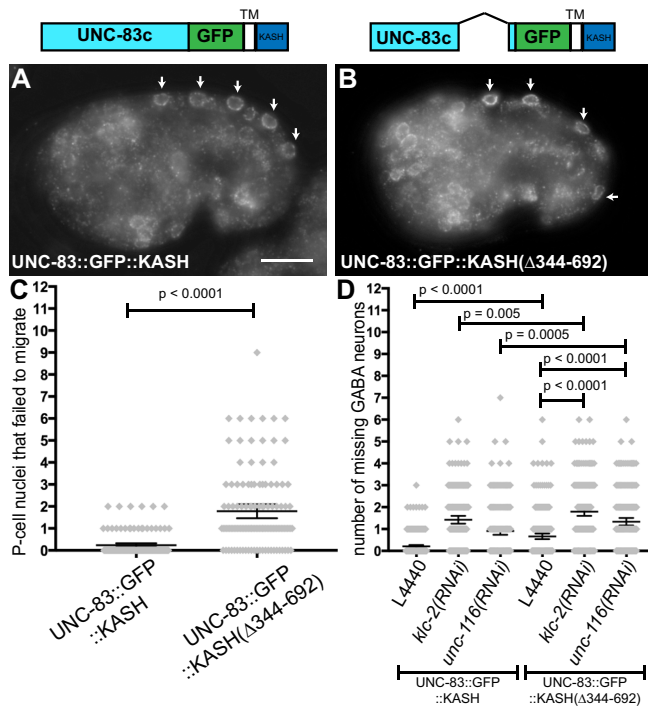 TM
UNC-83c GFP KASH
TM
UNC-83c GFP KASH
A
UNC-83::GFP::KASH
B
UNC-83::GFP::KASH(Δ344-692)
C
P-cell nuclei that failed to migrate
12
11
10
9
8
7
6
5
4
3
2
1
0
p < 0.0001
UNC-83::GFP
::KASH
UNC-83::GFP
::KASH(Δ344-692)
D
number of missing GABA neurons
12
11
10
9
8
7
6
5
4
3
2
1
0
p < 0.0001
p = 0.005
p = 0.0005
p < 0.0001
p < 0.0001
L4440
klc-2(RNAi)
unc-116(RNAi)
L4440
klc-2(RNAi)
unc-116(RNAi)
UNC-83::GFP
::KASH
UNC-83::GFP
::KASH(Δ344-692)